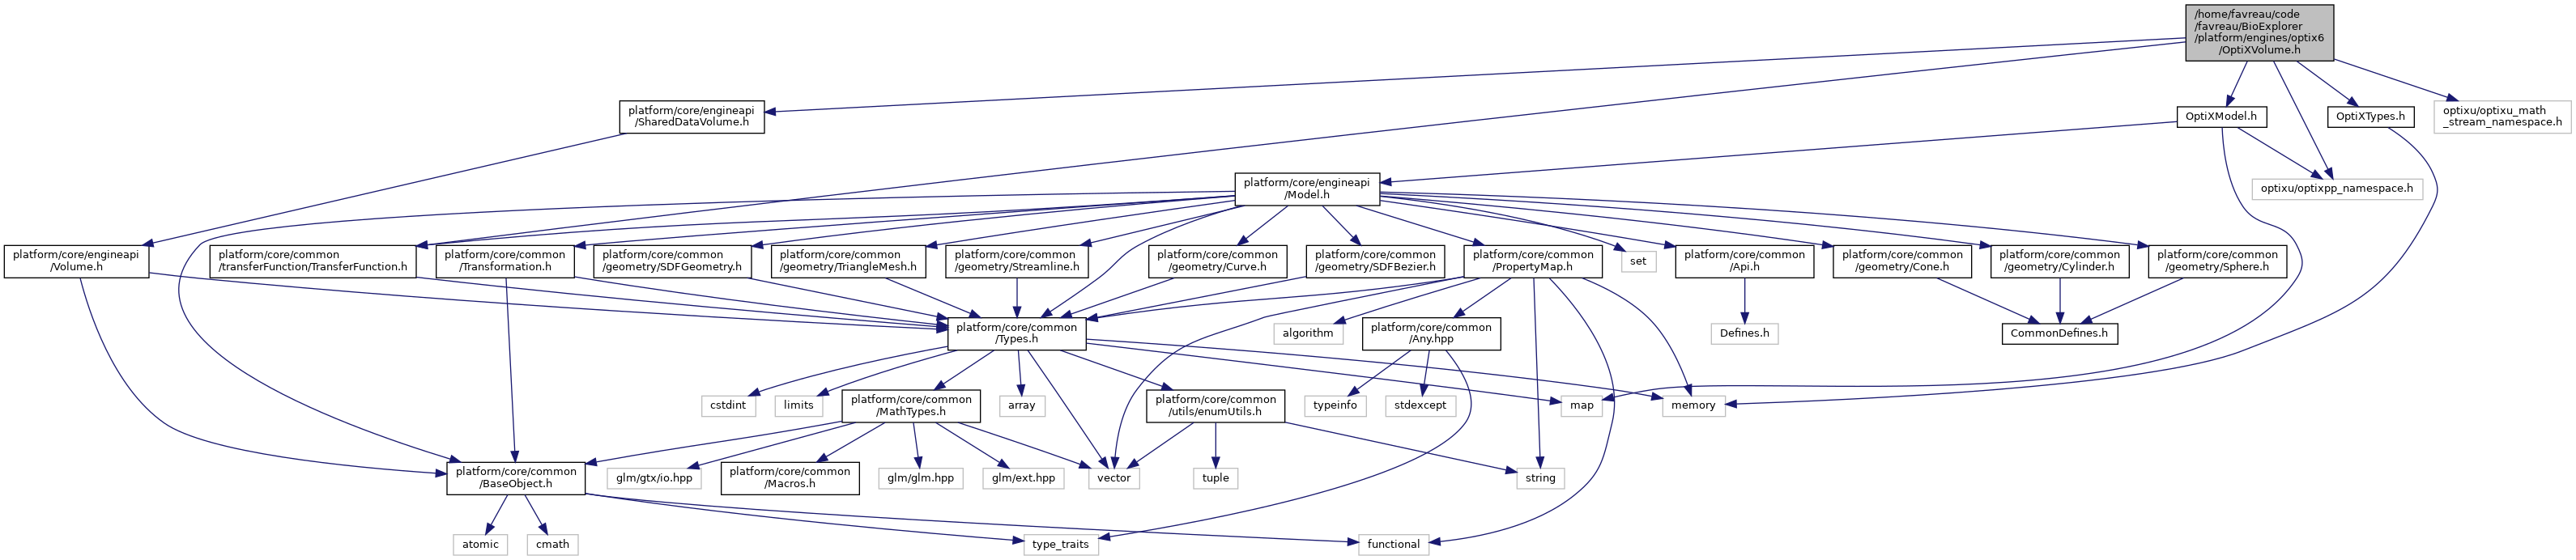 /home/favreau/code
/favreau/BioExplorer
/platform/engines/optix6
/OptiXVolume.h
platform/core/engineapi
/SharedDataVolume.h
OptiXModel.h
OptiXTypes.h
optixu/optixu_math
_stream_namespace.h
platform/core/engineapi
/Model.h
optixu/optixpp_namespace.h
platform/core/engineapi
/Volume.h
platform/core/common
/transferFunction/TransferFunction.h
platform/core/common
/Transformation.h
platform/core/common
/geometry/SDFGeometry.h
platform/core/common
/geometry/TriangleMesh.h
platform/core/common
/geometry/Streamline.h
platform/core/common
/geometry/Curve.h
platform/core/common
/geometry/SDFBezier.h
platform/core/common
/PropertyMap.h
set
platform/core/common
/Api.h
platform/core/common
/geometry/Cone.h
platform/core/common
/geometry/Cylinder.h
platform/core/common
/geometry/Sphere.h
platform/core/common
/Types.h
algorithm
platform/core/common
/Any.hpp
Defines.h
CommonDefines.h
cstdint
limits
platform/core/common
/MathTypes.h
array
platform/core/common
/utils/enumUtils.h
typeinfo
stdexcept
map
memory
platform/core/common
/BaseObject.h
glm/gtx/io.hpp
platform/core/common
/Macros.h
glm/glm.hpp
glm/ext.hpp
vector
tuple
string
atomic
cmath
type_traits
functional